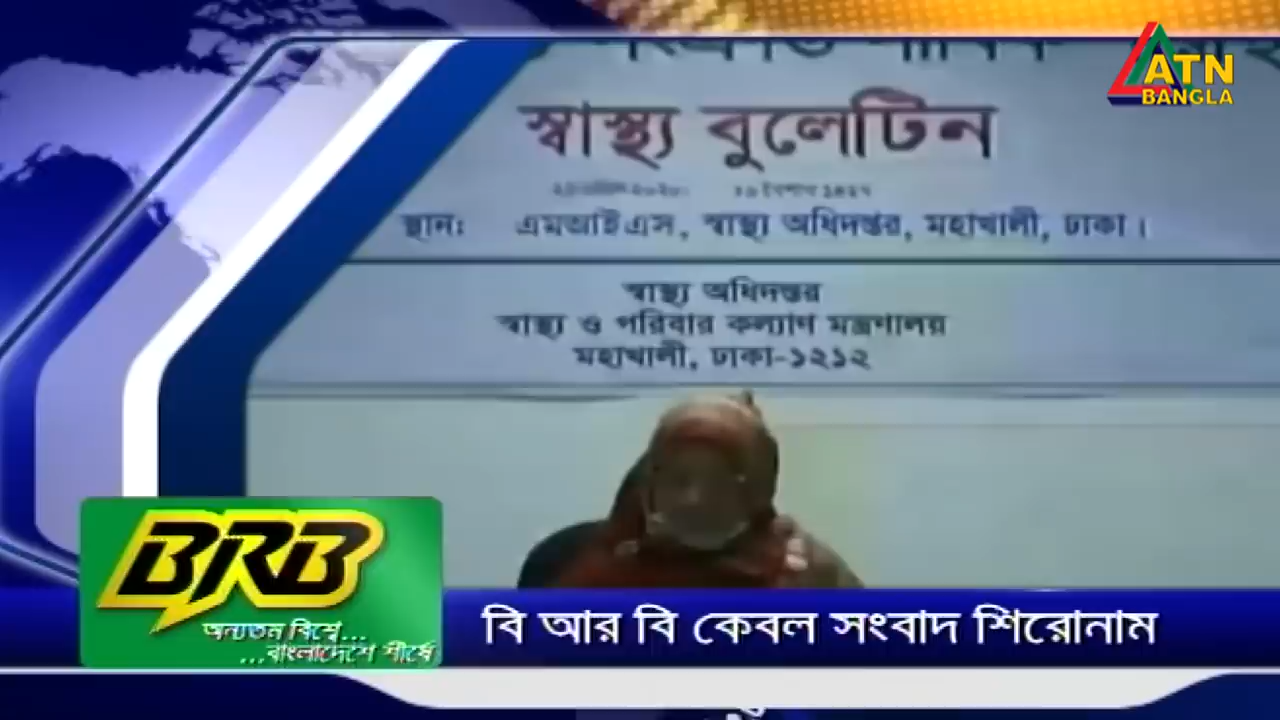 ATN
BANGLA
স্বাস্থ্য বুলেটিন
স্থান: এমআইএস, স্বাস্থ্য অধিদপ্তর, মহাখালী, ঢাকা।
স্বাস্থ্য অধিদপ্তর
স্বাস্থ্য ও পরিবার কল্যাণ মন্ত্রণালয়
মহাখালী, ঢাকা-১২১২
BRB
অন্যতম বিশ্বে...
...বাংলাদেশে শীর্ষে
বি আর বি কেবল সংবাদ শিরোনাম